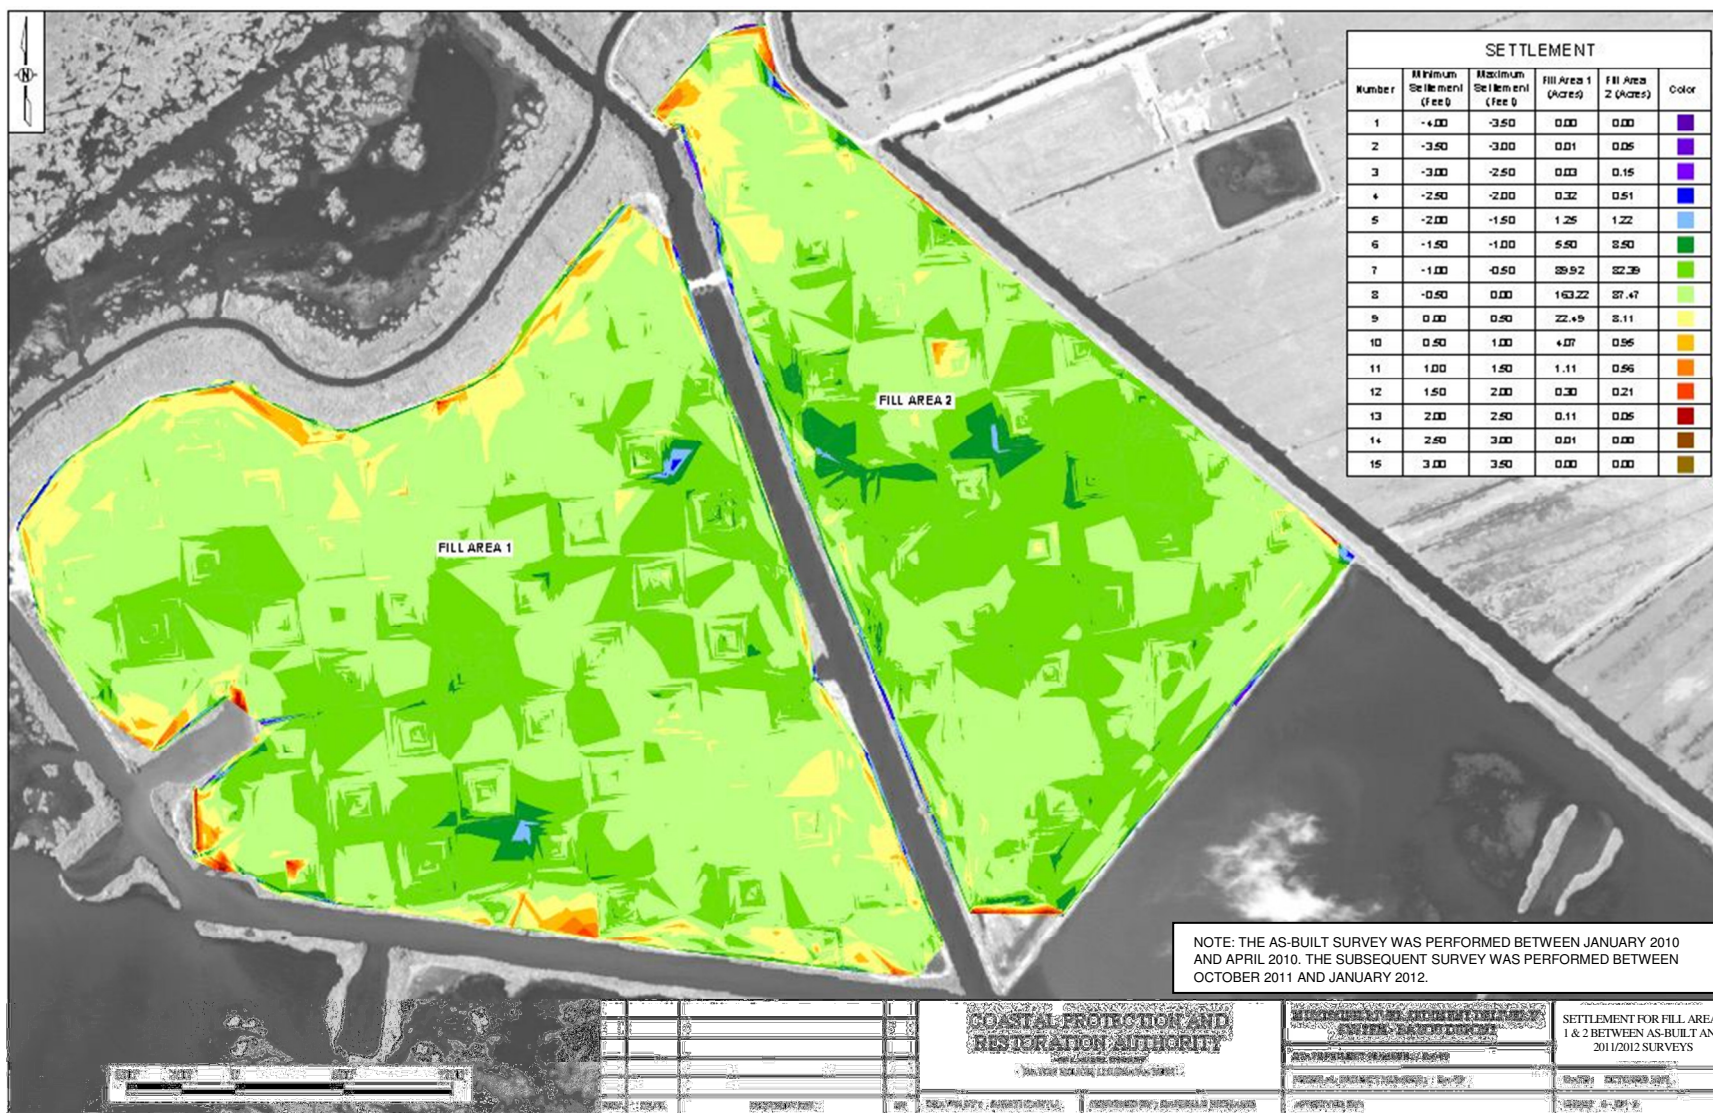 N
SETTLEMENT
Number Minimum Settlement (Feet) Maximum Settlement (Feet) Fill Area 1 (Acres) Fill Area 2 (Acres) Color
1 -4.00 -3.50 0.00 0.00
2 -3.50 -3.00 0.01 0.05
3 -3.00 -2.50 0.03 0.15
4 -2.50 -2.00 0.32 0.51
5 -2.00 -1.50 1.25 1.22
6 -1.50 -1.00 5.50 8.50
7 -1.00 -0.50 89.92 82.39
8 -0.50 0.00 163.22 87.47
9 0.00 0.50 22.49 8.11
10 0.50 1.00 4.07 0.95
11 1.00 1.50 1.11 0.56
12 1.50 2.00 0.30 0.21
13 2.00 2.50 0.11 0.05
14 2.50 3.00 0.01 0.00
15 3.00 3.50 0.00 0.00
FILL AREA 2
FILL AREA 1
NOTE: THE AS-BUILT SURVEY WAS PERFORMED BETWEEN JANUARY 2010
AND APRIL 2010. THE SUBSEQUENT SURVEY WAS PERFORMED BETWEEN
OCTOBER 2011 AND JANUARY 2012.
COASTAL PROTECTION AND
RESTORATION AUTHORITY
MISSISSIPPI RIVER SEDIMENT DELIVERY
SYSTEM - BAYOU DUPONT
SETTLEMENT FOR FILL AREA
1 & 2 BETWEEN AS-BUILT AN
2011/2012 SURVEYS